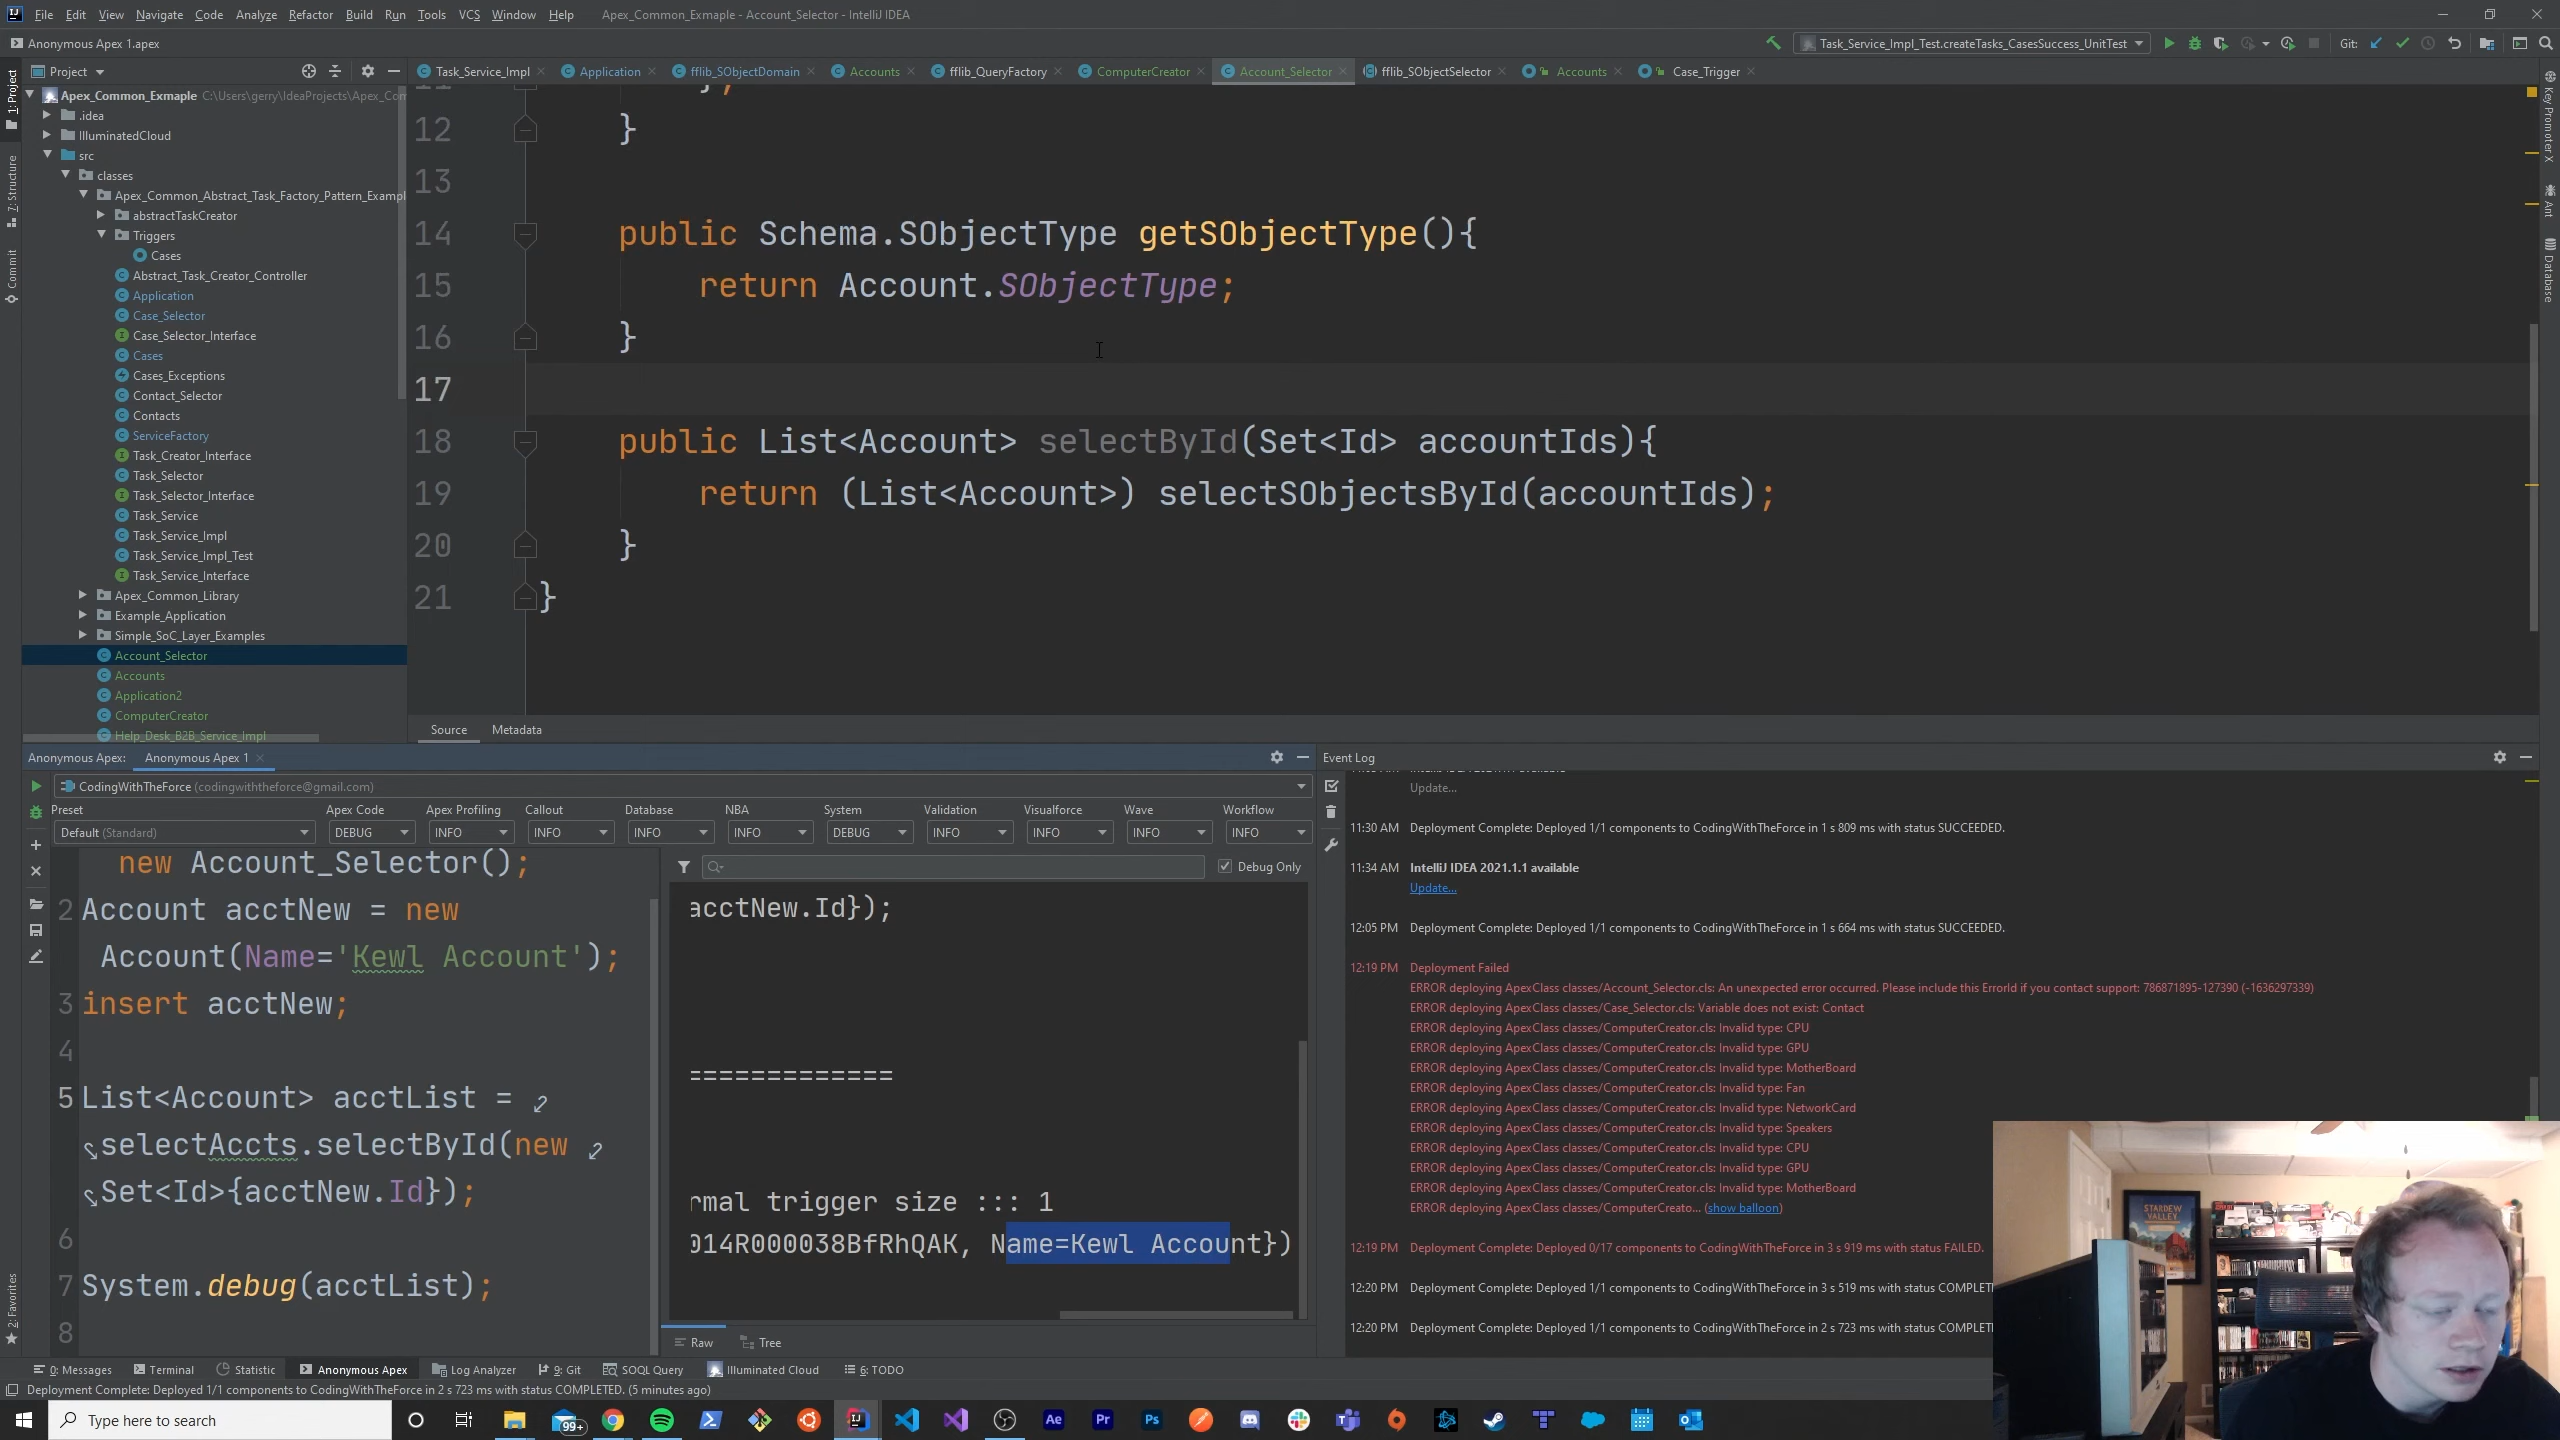 File Edit View Navigate Code Analyze Refactor Build Run Tools VCS Window Help Apex_Common_Exmaple - Account_Selector - IntelliJ IDEA
Anonymous Apex 1.apex
Task_Service_Impl_Test.createTasks_CasesSuccess_UnitTest
Git:
Project
Task_Service_Impl
Application
fflib_SObjectDomain
Accounts
fflib_QueryFactory
ComputerCreator
Account_Selector
fflib_SObjectSelector
Accounts
Case_Trigger
1: Project
7: Structure
Commit
2: Favorites
Apex_Common_Exmaple C:\Users\gerry\IdeaProjects\Apex_Con
.idea
IlluminatedCloud
src
classes
Apex_Common_Abstract_Task_Factory_Pattern_Exampl
abstractTaskCreator
Triggers
Cases
Abstract_Task_Creator_Controller
Application
Case_Selector
Case_Selector_Interface
Cases
Cases_Exceptions
Contact_Selector
Contacts
ServiceFactory
Task_Creator_Interface
Task_Selector
Task_Selector_Interface
Task_Service
Task_Service_Impl
Task_Service_Impl_Test
Task_Service_Interface
Apex_Common_Library
Example_Application
Simple_SoC_Layer_Examples
Account_Selector
Accounts
Application2
ComputerCreator
Help_Desk_B2B_Service_Impl
11 };
12 }
13
14 public Schema.SObjectType getSObjectType(){
15 return Account.SObjectType;
16 }
17
18 public List<Account> selectById(Set<Id> accountIds){
19 return (List<Account>) selectSObjectsById(accountIds);
20 }
21 }
Source Metadata
Key Promoter X
Ant
Database
Anonymous Apex: Anonymous Apex 1
CodingWithTheForce (codingwiththeforce@gmail.com)
Preset Apex Code Apex Profiling Callout Database NBA System Validation Visualforce Wave Workflow
Default (Standard) DEBUG INFO INFO INFO INFO DEBUG INFO INFO INFO INFO
new Account_Selector();
2 Account acctNew = new
Account(Name='Kewl Account');
3 insert acctNew;
4
5 List<Account> acctList =
selectAccts.selectById(new
Set<Id>{acctNew.Id});
6
7 System.debug(acctList);
8
Debug Only
acctNew.Id});
=============
rmal trigger size ::: 1
014R000038BfRhQAK, Name=Kewl Account})
Raw Tree
Event Log
Update...
11:30 AM Deployment Complete: Deployed 1/1 components to CodingWithTheForce in 1 s 809 ms with status SUCCEEDED.
11:34 AM IntelliJ IDEA 2021.1.1 available
Update...
12:05 PM Deployment Complete: Deployed 1/1 components to CodingWithTheForce in 1 s 664 ms with status SUCCEEDED.
12:19 PM Deployment Failed
ERROR deploying ApexClass classes/Account_Selector.cls: An unexpected error occurred. Please include this ErrorId if you contact support: 786871895-127390 (-1636297339)
ERROR deploying ApexClass classes/Case_Selector.cls: Variable does not exist: Contact
ERROR deploying ApexClass classes/ComputerCreator.cls: Invalid type: CPU
ERROR deploying ApexClass classes/ComputerCreator.cls: Invalid type: GPU
ERROR deploying ApexClass classes/ComputerCreator.cls: Invalid type: MotherBoard
ERROR deploying ApexClass classes/ComputerCreator.cls: Invalid type: Fan
ERROR deploying ApexClass classes/ComputerCreator.cls: Invalid type: NetworkCard
ERROR deploying ApexClass classes/ComputerCreator.cls: Invalid type: Speakers
ERROR deploying ApexClass classes/ComputerCreator.cls: Invalid type: CPU
ERROR deploying ApexClass classes/ComputerCreator.cls: Invalid type: GPU
ERROR deploying ApexClass classes/ComputerCreator.cls: Invalid type: MotherBoard
ERROR deploying ApexClass classes/ComputerCreato... (show balloon)
12:19 PM Deployment Complete: Deployed 0/17 components to CodingWithTheForce in 3 s 919 ms with status FAILED.
12:20 PM Deployment Complete: Deployed 1/1 components to CodingWithTheForce in 3 s 519 ms with status COMPLET
12:20 PM Deployment Complete: Deployed 1/1 components to CodingWithTheForce in 2 s 723 ms with status COMPLET
STARDEW VALLEY
0: Messages Terminal Statistic Anonymous Apex Log Analyzer 9: Git SOQL Query Illuminated Cloud 6: TODO
Deployment Complete: Deployed 1/1 components to CodingWithTheForce in 2 s 723 ms with status COMPLETED. (5 minutes ago)
Type here to search
99+
Ae Pr Ps